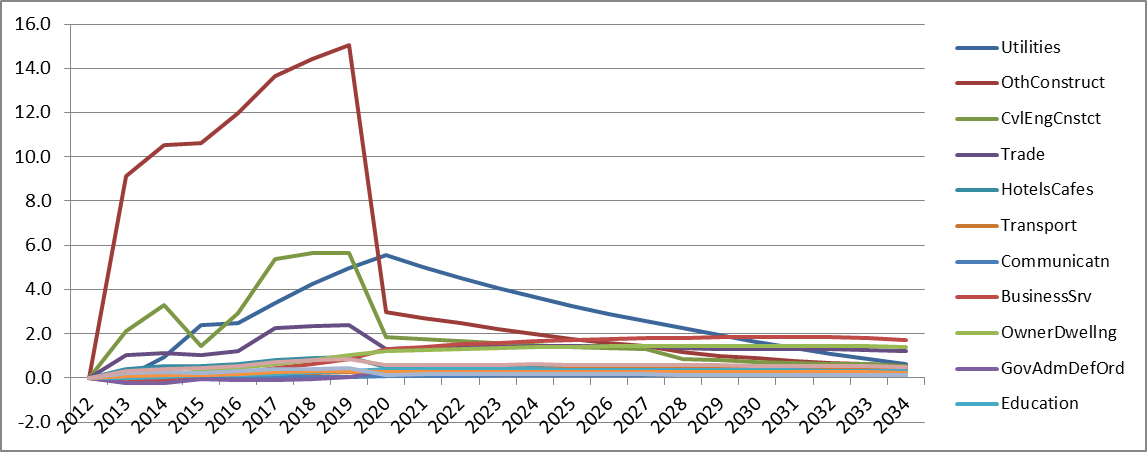 16.0
14.0
12.0
10.0
8.0
6.0
4.0
2.0
0.0
-2.0
2012 2013 2014 2015 2016 2017 2018 2019 2020 2021 2022 2023 2024 2025 2026 2027 2028 2029 2030 2031 2032 2033 2034
Utilities
OthConstruct
CvlEngCnstct
Trade
HotelsCafes
Transport
Communicatn
BusinessSrv
OwnerDwellng
GovAdmDefOrd
Education